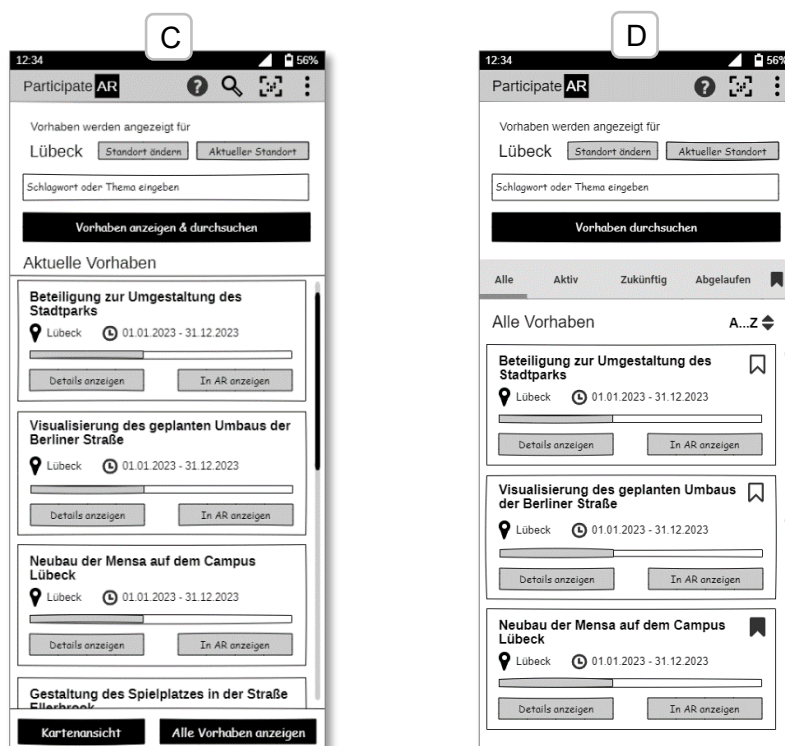 C
12:34 56%
Participate AR ?
Vorhaben werden angezeigt für
Lübeck Standort ändern Aktueller Standort
Schlagwort oder Thema eingeben
Vorhaben anzeigen & durchsuchen
Aktuelle Vorhaben
Beteiligung zur Umgestaltung des
Stadtparks
Lübeck 01.01.2023 - 31.12.2023
Details anzeigen In AR anzeigen
Visualisierung des geplanten Umbaus der
Berliner Straße
Lübeck 01.01.2023 - 31.12.2023
Details anzeigen In AR anzeigen
Neubau der Mensa auf dem Campus
Lübeck
Lübeck 01.01.2023 - 31.12.2023
Details anzeigen In AR anzeigen
Gestaltung des Spielplatzes in der Straße
Ellerbrook
Kartenansicht Alle Vorhaben anzeigen
D
12:34 56%
Participate AR ?
Vorhaben werden angezeigt für
Lübeck Standort ändern Aktueller Standort
Schlagwort oder Thema eingeben
Vorhaben durchsuchen
Alle Aktiv Zukünftig Abgelaufen
Alle Vorhaben A...Z
Beteiligung zur Umgestaltung des
Stadtparks
Lübeck 01.01.2023 - 31.12.2023
Details anzeigen In AR anzeigen
Visualisierung des geplanten Umbaus
der Berliner Straße
Lübeck 01.01.2023 - 31.12.2023
Details anzeigen In AR anzeigen
Neubau der Mensa auf dem Campus
Lübeck
Lübeck 01.01.2023 - 31.12.2023
Details anzeigen In AR anzeigen